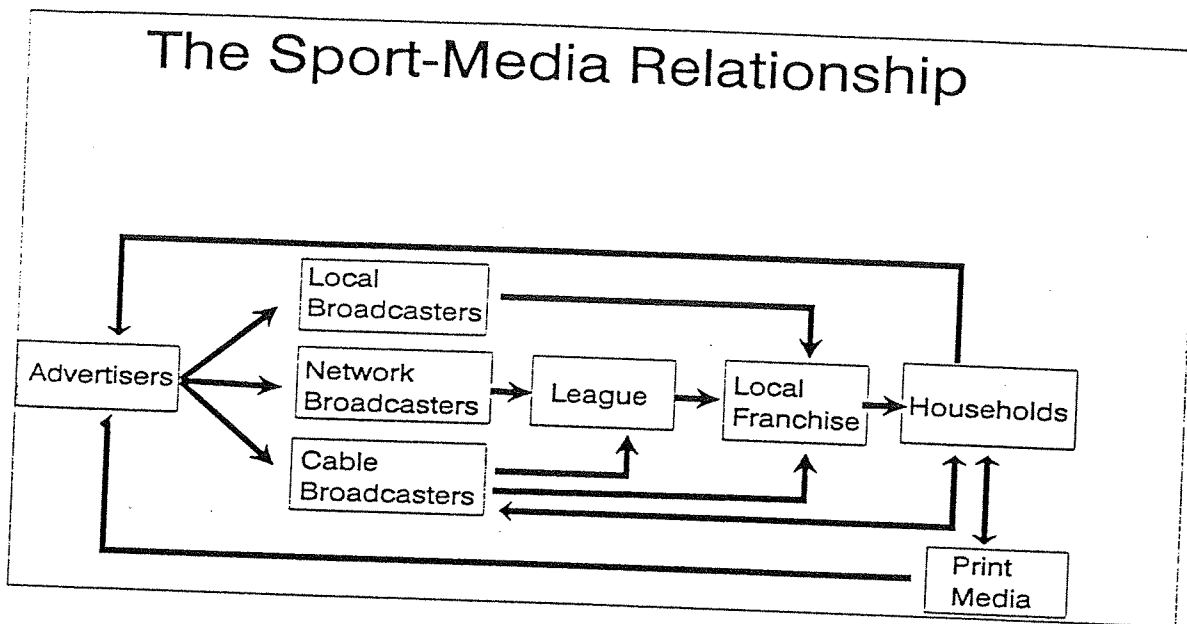 The Sport-Media Relationship
Local
Broadcasters
Advertisers
Network
Broadcasters
League
Local
Franchise
Households
Cable
Broadcasters
Print
Media